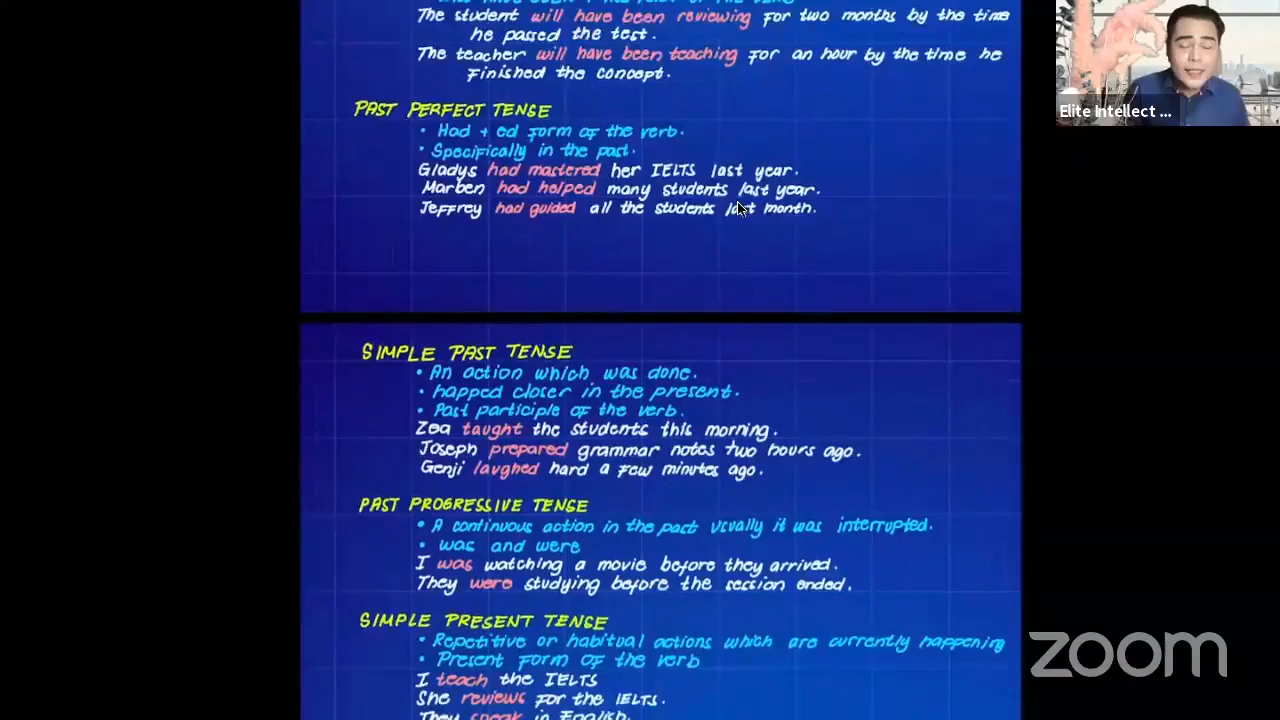 The student will have been reviewing for two months by the time
he passed the test.
The teacher will have been teaching for an hour by the time he
finished the concept.
PAST PERFECT TENSE
• Had + ed form of the verb.
• Specifically in the past.
Gladys had mastered her IELTS last year.
Marben had helped many students last year.
Jeffrey had guided all the students last month.
SIMPLE PAST TENSE
• An action which was done.
• happed closer in the present.
• Past participle of the verb.
Zea taught the students this morning.
Joseph prepared grammar notes two hours ago.
Genji laughed hard a few minutes ago.
PAST PROGRESSIVE TENSE
• A continuous action in the past usually it was interrupted.
• was and were
I was watching a movie before they arrived.
They were studying before the session ended.
SIMPLE PRESENT TENSE
• Repetitive or habitual actions which are currently happening
• Present form of the verb
I teach the IELTS
She reviews for the IELTS.
They speak in English.
Elite Intellect ...
zoom